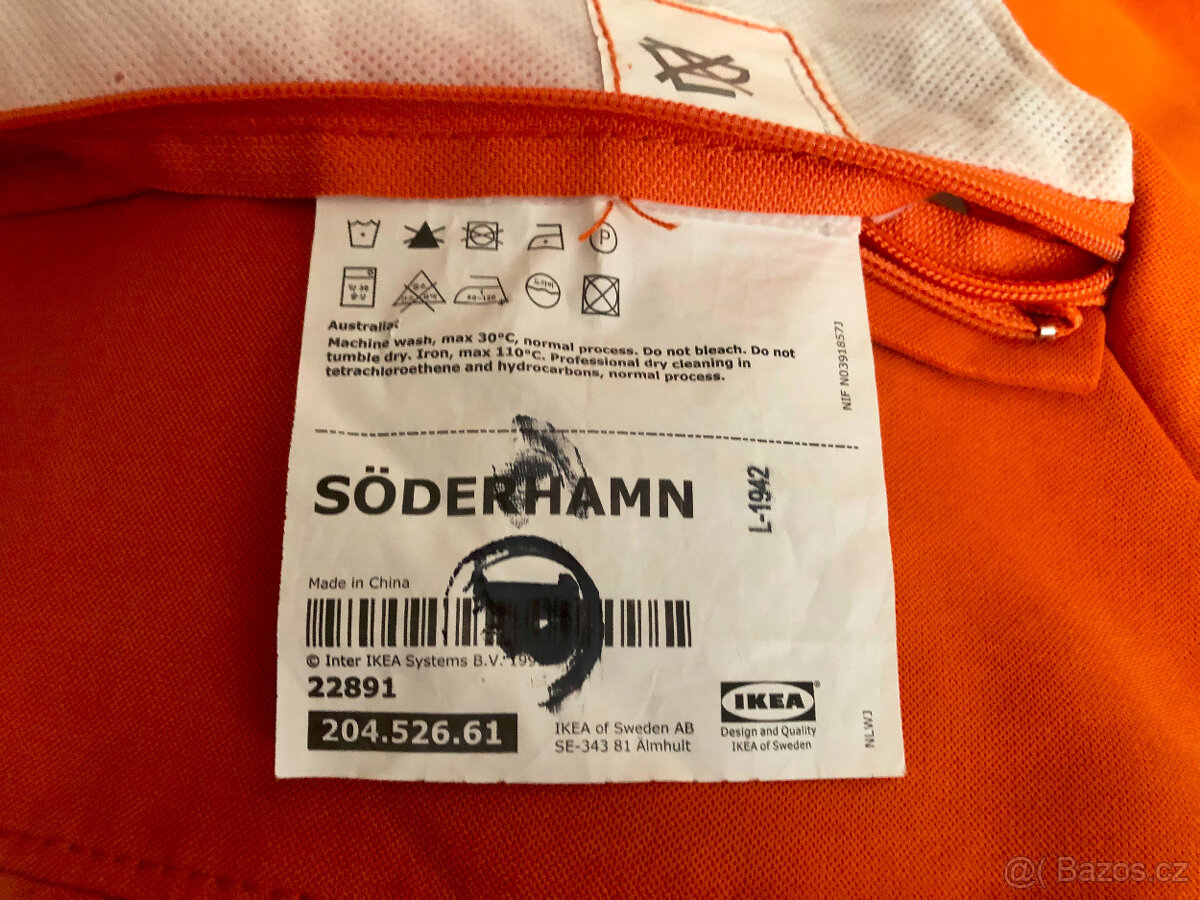 P
Australia:
Machine wash, max 30°C, normal process. Do not bleach. Do not
tumble dry. Iron, max 110°C. Professional dry cleaning in
tetrachloroethene and hydrocarbons, normal process.
NIF N0391857J
SÖDERHAMN
L-1942
Made in China
© Inter IKEA Systems B.V.
22891
204.526.61
IKEA of Sweden AB
SE-343 81 Älmhult
IKEA
®
Design and Quality
IKEA of Sweden
NLWJ
@( Bazos.cz